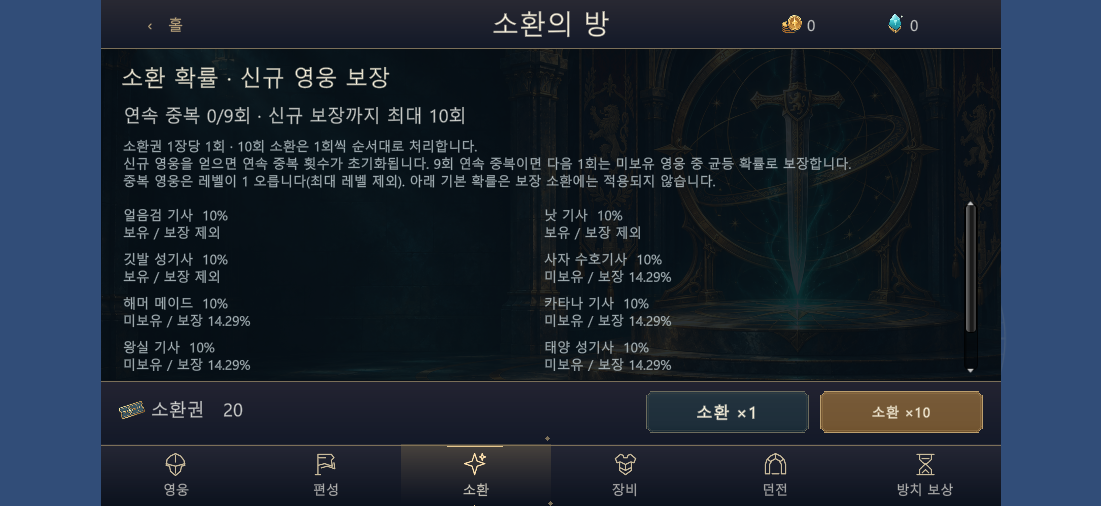 ‹ 홀
소환의 방
0
0
소환 확률 · 신규 영웅 보장
연속 중복 0/9회 · 신규 보장까지 최대 10회
소환권 1장당 1회 · 10회 소환은 1회씩 순서대로 처리합니다.
신규 영웅을 얻으면 연속 중복 횟수가 초기화됩니다. 9회 연속 중복이면 다음 1회는 미보유 영웅 중 균등 확률로 보장합니다.
중복 영웅은 레벨이 1 오릅니다(최대 레벨 제외). 아래 기본 확률은 보장 소환에는 적용되지 않습니다.
얼음검 기사 10%
보유 / 보장 제외
낫 기사 10%
보유 / 보장 제외
깃발 성기사 10%
보유 / 보장 제외
사자 수호기사 10%
미보유 / 보장 14.29%
해머 메이드 10%
미보유 / 보장 14.29%
카타나 기사 10%
미보유 / 보장 14.29%
왕실 기사 10%
미보유 / 보장 14.29%
태양 성기사 10%
미보유 / 보장 14.29%
소환권 20
소환 ×1
소환 ×10
영웅
편성
소환
장비
던전
방치 보상